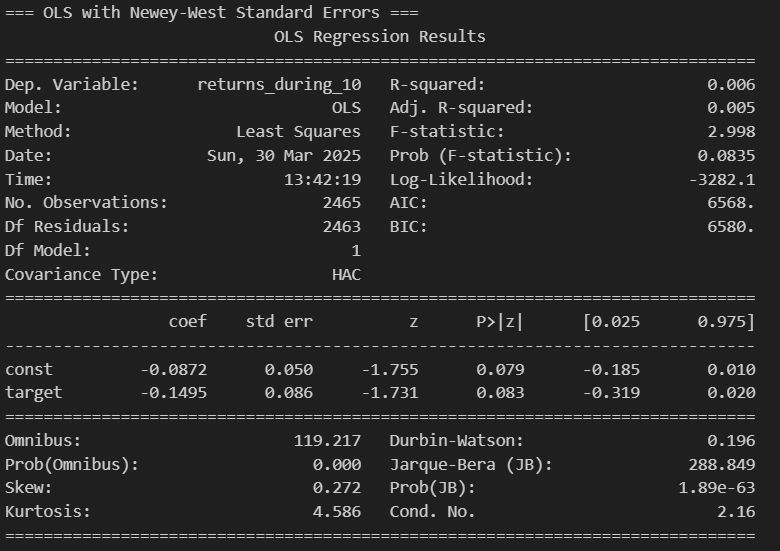 === OLS with Newey-West Standard Errors ===
                            OLS Regression Results
==============================================================================
Dep. Variable:      returns_during_10   R-squared:                       0.006
Model:                            OLS   Adj. R-squared:                  0.005
Method:                 Least Squares   F-statistic:                     2.998
Date:                Sun, 30 Mar 2025   Prob (F-statistic):             0.0835
Time:                        13:42:19   Log-Likelihood:                -3282.1
No. Observations:                2465   AIC:                             6568.
Df Residuals:                    2463   BIC:                             6580.
Df Model:                           1
Covariance Type:                  HAC
==============================================================================
                 coef    std err          z      P>|z|      [0.025      0.975]
------------------------------------------------------------------------------
const         -0.0872      0.050     -1.755      0.079      -0.185       0.010
target        -0.1495      0.086     -1.731      0.083      -0.319       0.020
==============================================================================
Omnibus:                      119.217   Durbin-Watson:                   0.196
Prob(Omnibus):                  0.000   Jarque-Bera (JB):              288.849
Skew:                           0.272   Prob(JB):                     1.89e-63
Kurtosis:                       4.586   Cond. No.                         2.16
==============================================================================